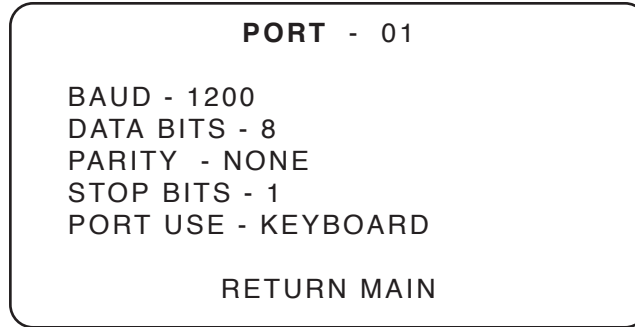 PORT - 01
BAUD - 1200
DATA BITS - 8
PARITY - NONE
STOP BITS - 1
PORT USE - KEYBOARD
RETURN MAIN